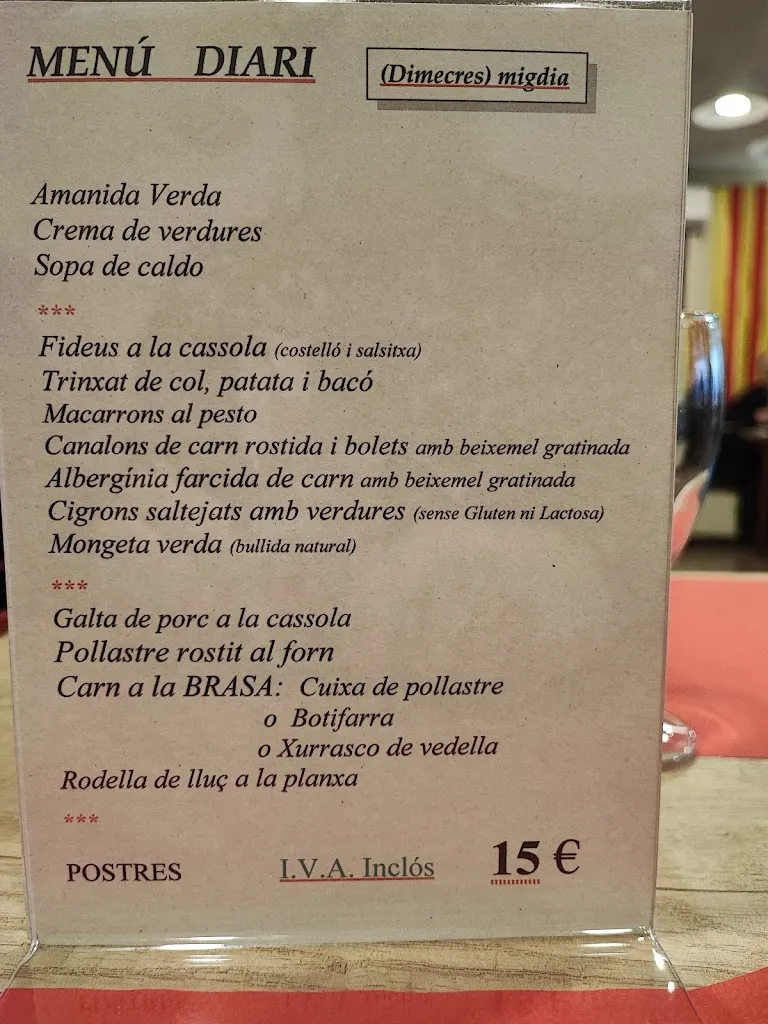 MENÚ DIARI
(Dimecres) migdia
Amanida Verda
Crema de verdures
Sopa de caldo
***
Fideus a la cassola (costelló i salsitxa)
Trinxat de col, patata i bacó
Macarrons al pesto
Canalons de carn rostida i bolets amb beixemel gratinada
Albergínia farcida de carn amb beixemel gratinada
Cigrons saltejats amb verdures (sense Gluten ni Lactosa)
Mongeta verda (bullida natural)
***
Galta de porc a la cassola
Pollastre rostit al forn
Carn a la BRASA: Cuixa de pollastre
o Botifarra
o Xurrasco de vedella
Rodella de lluç a la planxa
***
POSTRES I.V.A. Inclós 15 €